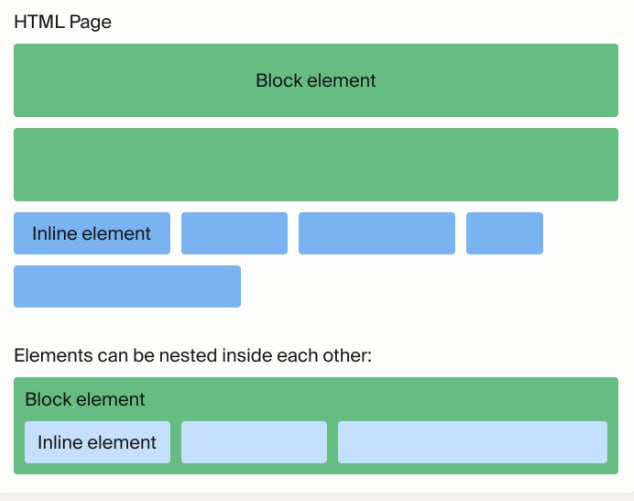 HTML Page
Block element
Inline element
Elements can be nested inside each other:
Block element
Inline element